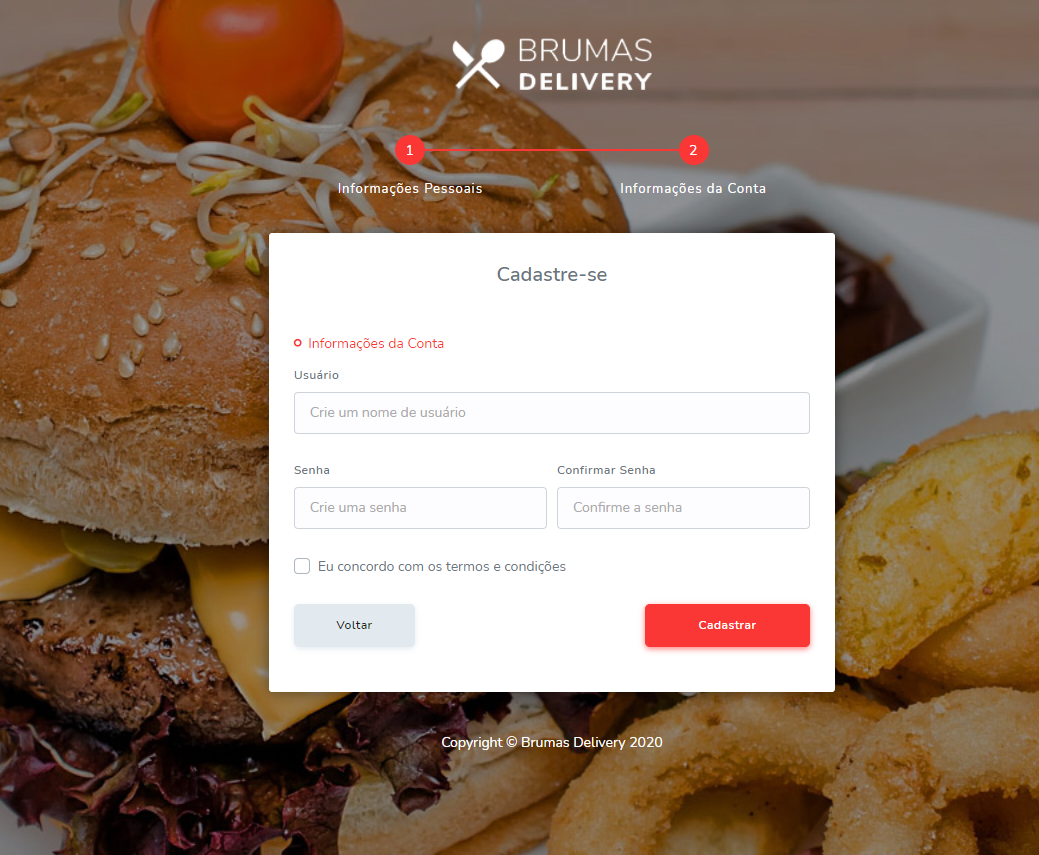 BRUMAS
DELIVERY
1
2
Informações Pessoais
Informações da Conta
Cadastre-se
Informações da Conta
Usuário
Crie um nome de usuário
Senha
Confirmar Senha
Crie uma senha
Confirme a senha
Eu concordo com os termos e condições
Voltar
Cadastrar
Copyright © Brumas Delivery 2020